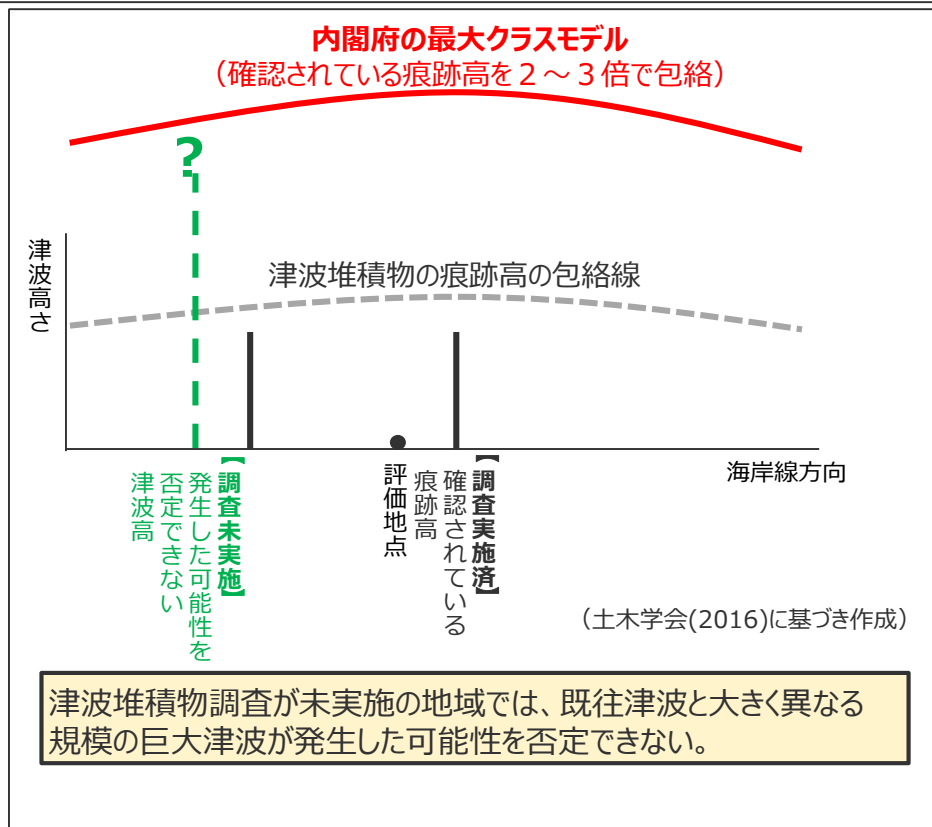 内閣府の最大クラスモデル
（確認されている痕跡高を２～３倍で包絡）
?
津波高さ
津波堆積物の痕跡高の包絡線
海岸線方向
【調査未実施】
発生した可能性を
否定できない
津波高
評価地点
【調査実施済】
確認されている
痕跡高
（土木学会(2016)に基づき作成）
津波堆積物調査が未実施の地域では、既往津波と大きく異なる
規模の巨大津波が発生した可能性を否定できない。